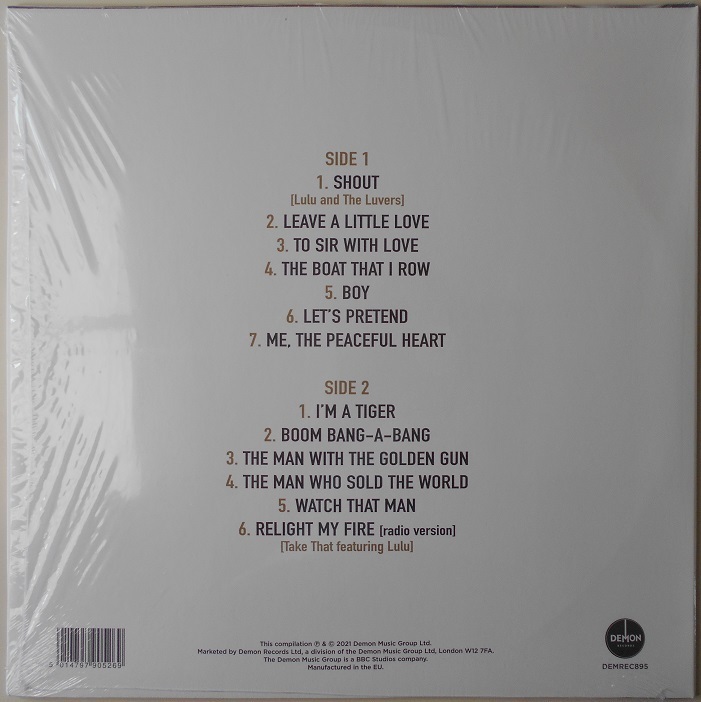 SIDE 1
1. SHOUT
[Lulu and The Luvers]
2. LEAVE A LITTLE LOVE
3. TO SIR WITH LOVE
4. THE BOAT THAT I ROW
5. BOY
6. LET'S PRETEND
7. ME, THE PEACEFUL HEART
SIDE 2
1. I'M A TIGER
2. BOOM BANG-A-BANG
3. THE MAN WITH THE GOLDEN GUN
4. THE MAN WHO SOLD THE WORLD
5. WATCH THAT MAN
6. RELIGHT MY FIRE [radio version]
[Take That featuring Lulu]
5 014797 905269
This compilation ℗ & © 2021 Demon Music Group Ltd.
Marketed by Demon Records Ltd, a division of the Demon Music Group Ltd, London W12 7FA.
The Demon Music Group is a BBC Studios company.
Manufactured in the EU.
DEMON
RECORDS
DEMREC895